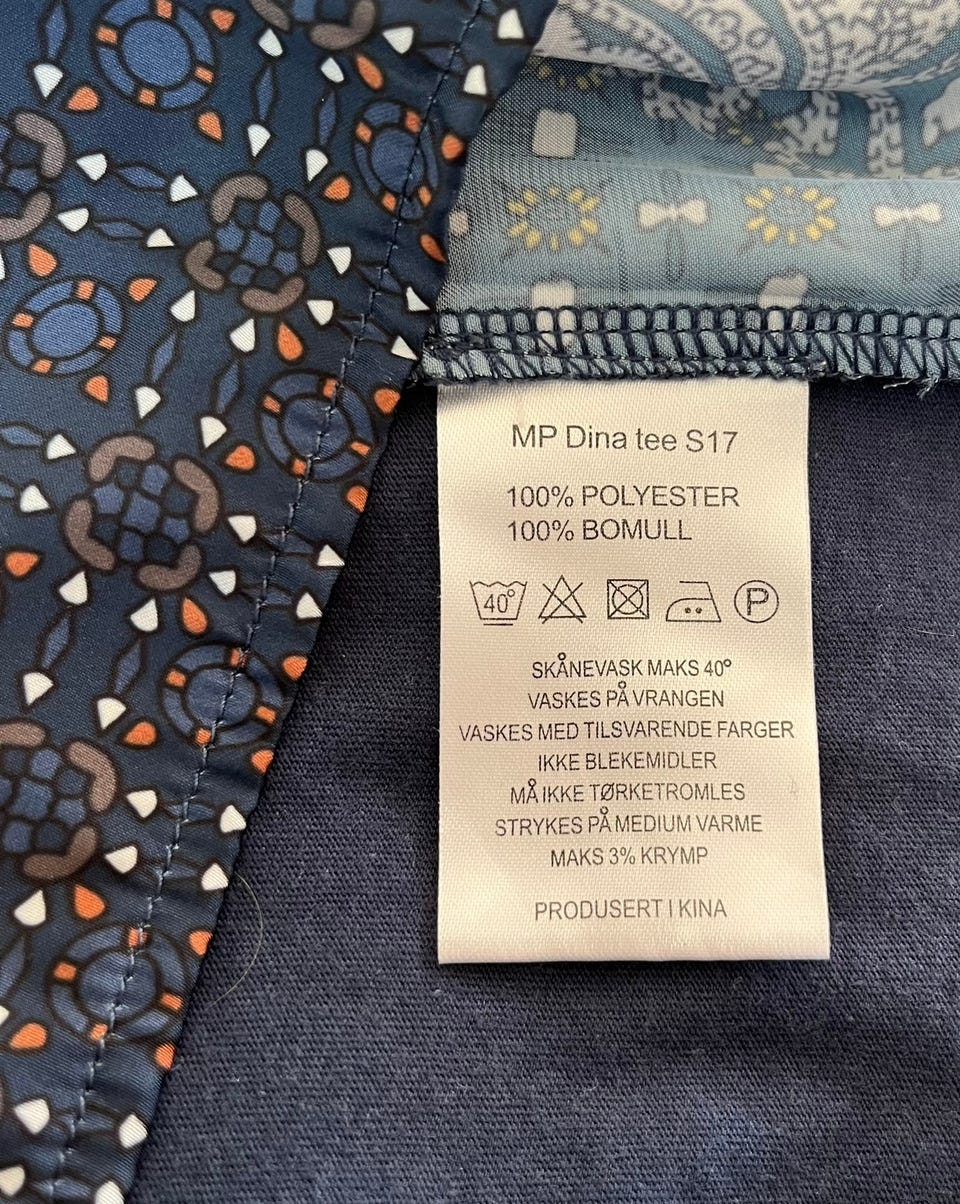 MP Dina tee S17
100% POLYESTER
100% BOMULL
40° P
SKÅNEVASK MAKS 40°
VASKES PÅ VRANGEN
VASKES MED TILSVARENDE FARGER
IKKE BLEKEMIDLER
MÅ IKKE TØRKETROMLES
STRYKES PÅ MEDIUM VARME
MAKS 3% KRYMP
PRODUSERT I KINA